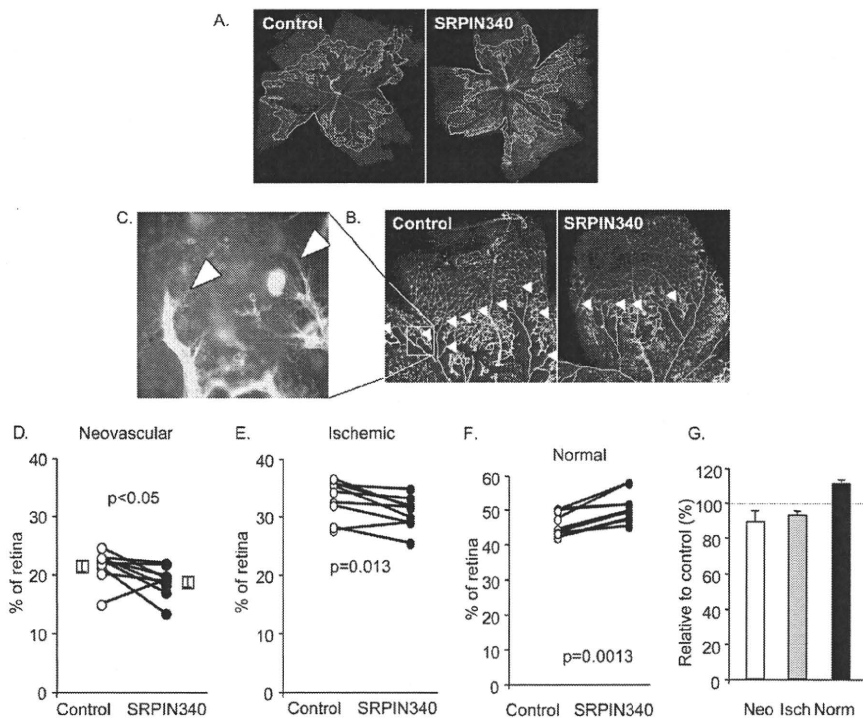 A.
Control
SRPIN340
C.
B.
Control
SRPIN340
D.
Neovascular
40
30
20
10
0
% of retina
p<0.05
Control
SRPIN340
E.
Ischemic
40
30
20
10
0
% of retina
p=0.013
Control
SRPIN340
F.
Normal
60
50
40
30
20
10
0
% of retina
p=0.0013
Control
SRPIN340
G.
120
100
80
60
40
20
0
Relative to control (%)
Neo
Isch
Norm